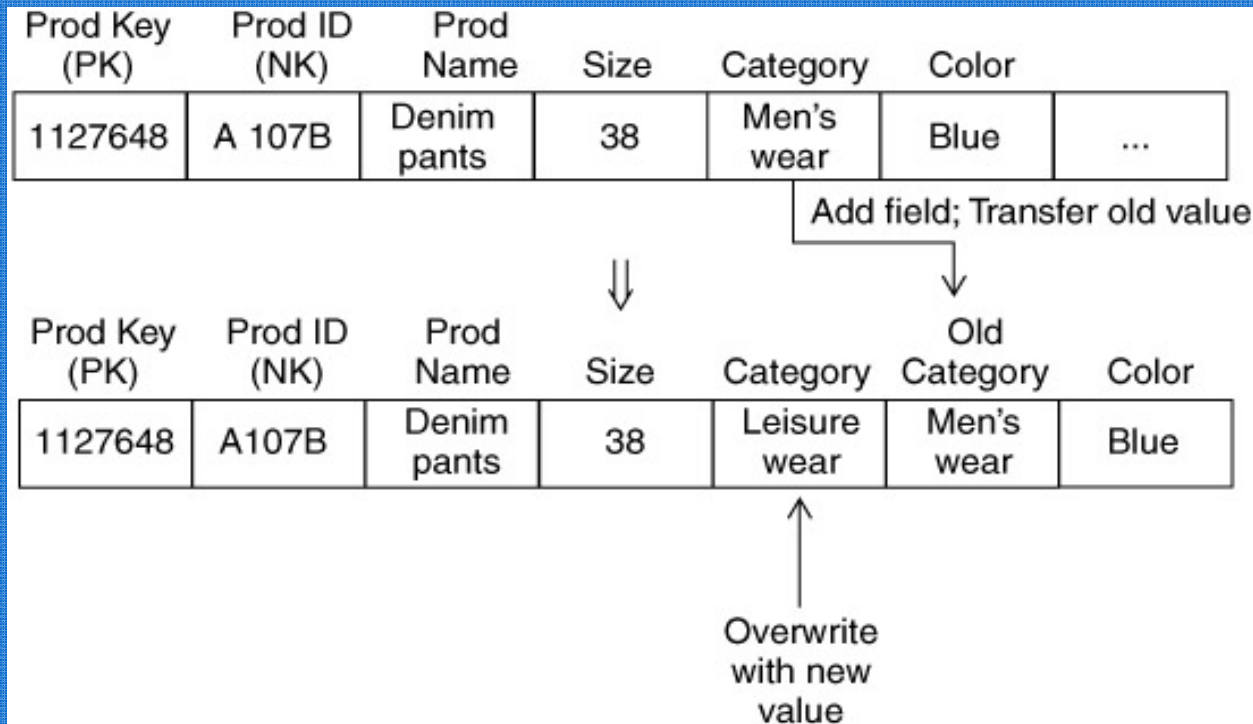 Prod Key Prod ID Prod
(PK) (NK) Name Size Category Color
1127648 A 107B Denim pants 38 Men's wear Blue ...
Add field; Transfer old value
Prod Key Prod ID Prod Old
(PK) (NK) Name Size Category Category Color
1127648 A107B Denim pants 38 Leisure wear Men's wear Blue
Overwrite
with new
value